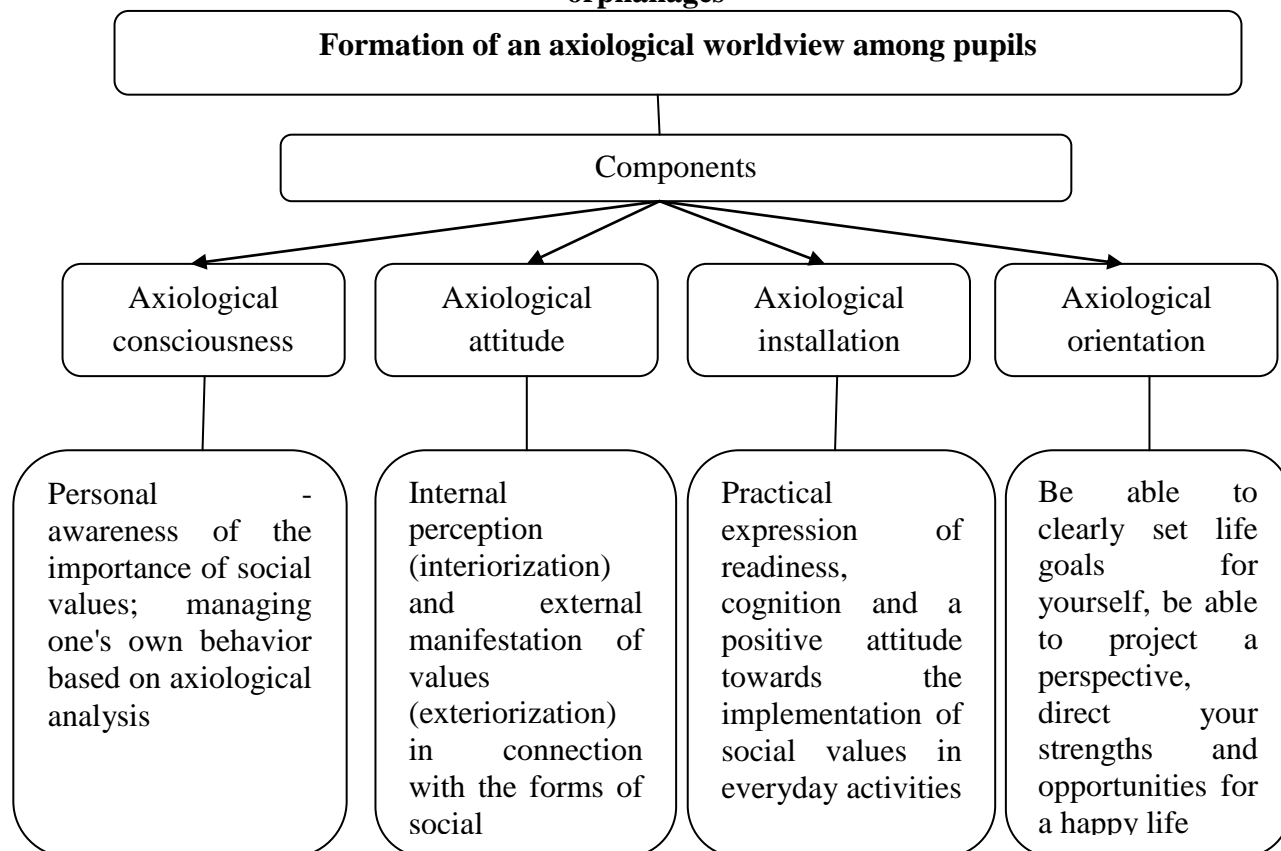 orphanages
Formation of an axiological worldview among pupils
Components
Axiological
consciousness
Axiological
attitude
Axiological
installation
Axiological
orientation
Personal -
awareness of the
importance of social
values; managing
one's own behavior
based on axiological
analysis
Internal
perception
(interiorization)
and external
manifestation of
values
(exteriorization)
in connection
with the forms of
social
Practical
expression of
readiness,
cognition and a
positive attitude
towards the
implementation of
social values in
everyday activities
Be able to
clearly set life
goals for
yourself, be able
to project a
perspective,
direct your
strengths and
opportunities for
a happy life